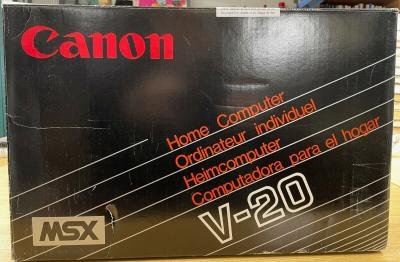 Canon
Home Computer
Ordinateur individuel
Heimcomputer
Computadora para el hogar
V-20
MSX